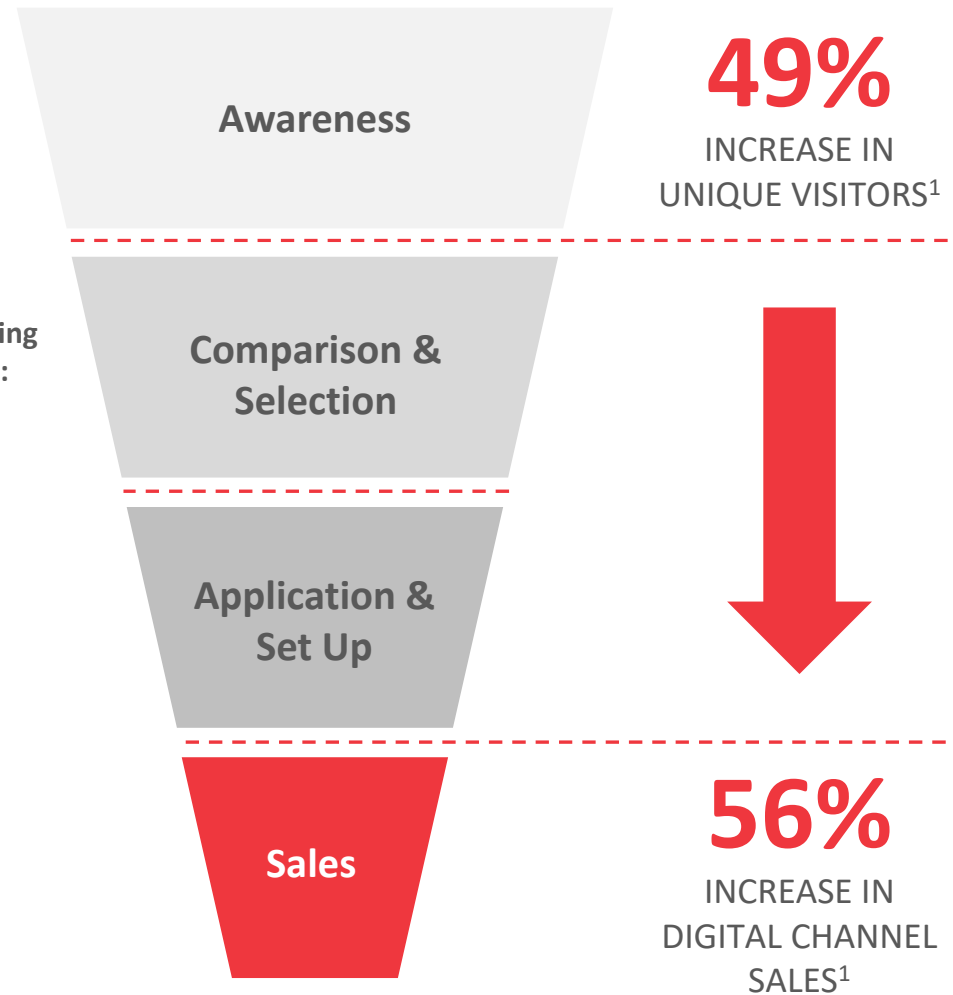 Awareness
49%
INCREASE IN
UNIQUE VISITORS¹
ing
:
Comparison &
Selection
Application &
Set Up
Sales
56%
INCREASE IN
DIGITAL CHANNEL
SALES¹